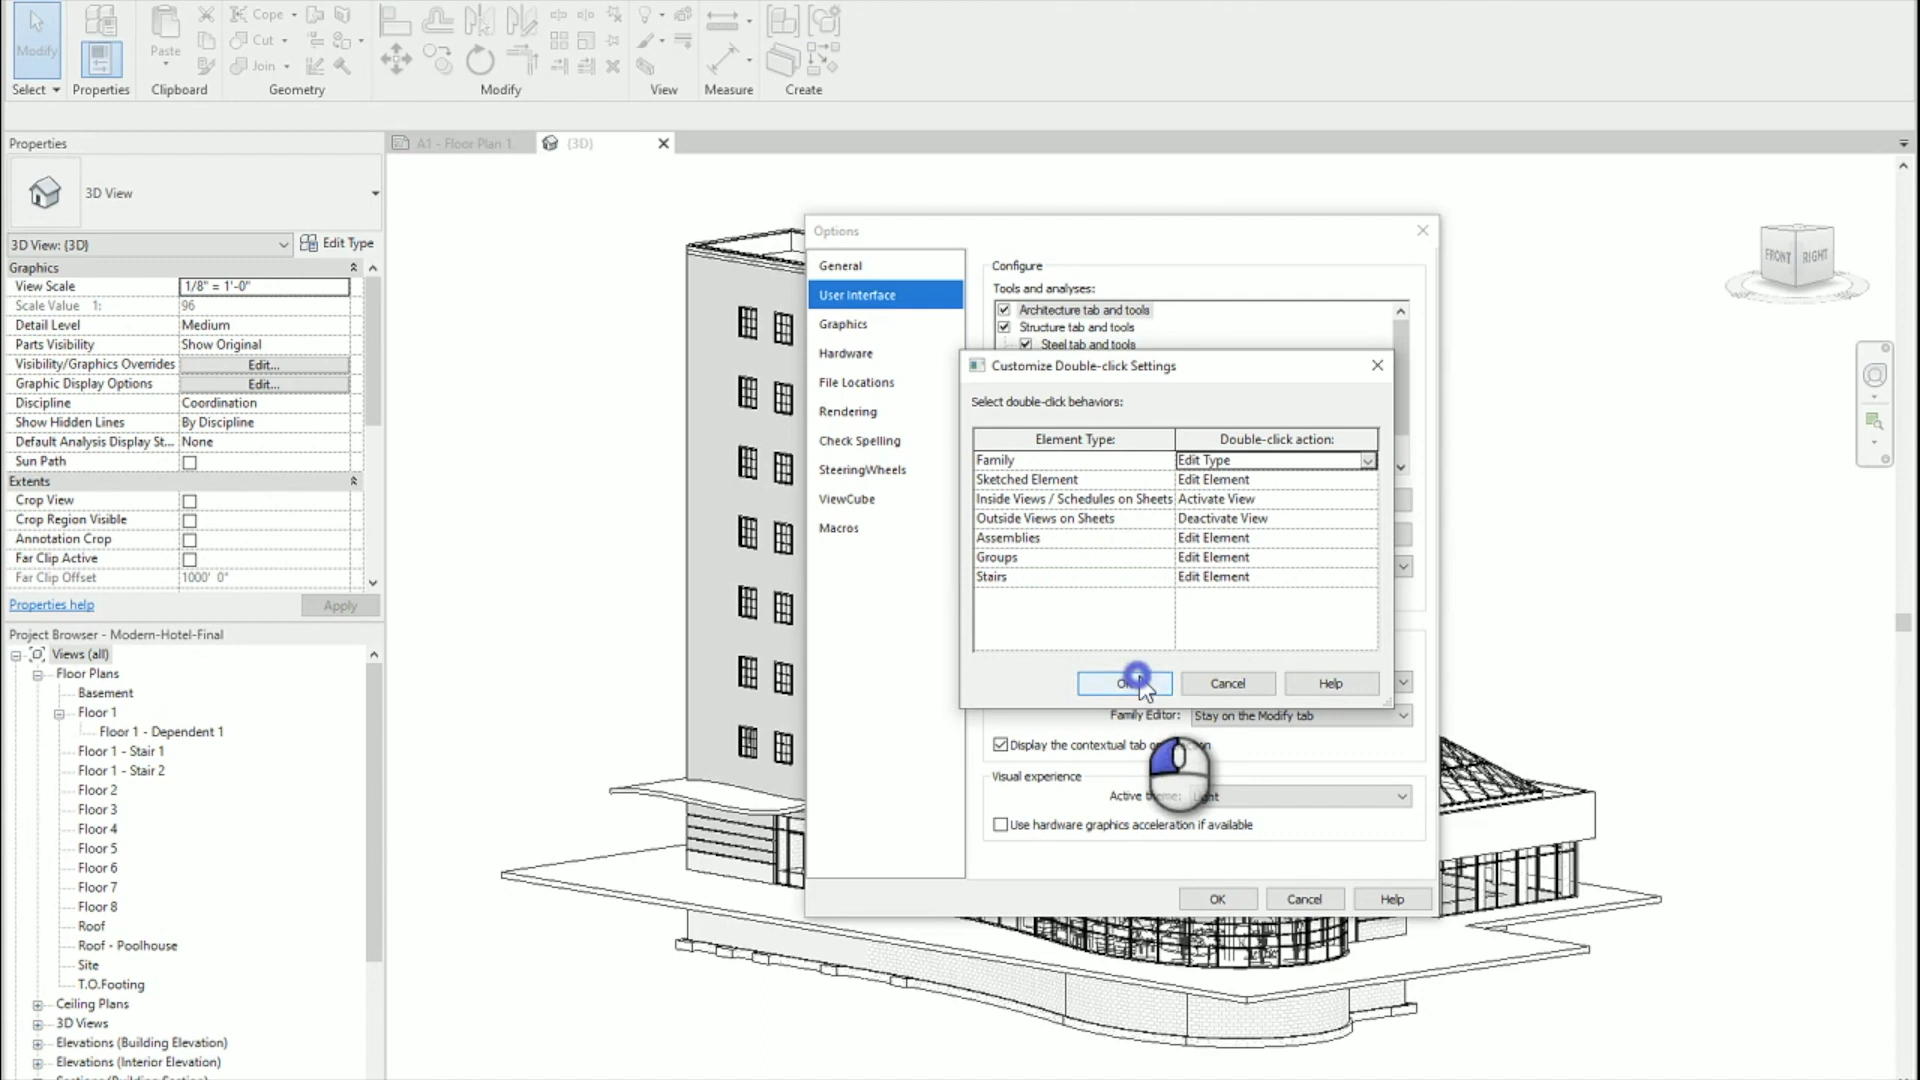 Modify
Select
Properties
Paste
Clipboard
Cope
Cut
Join
Geometry
Modify
View
Measure
Create
Properties
3D View
3D View: {3D}
Edit Type
Graphics
View Scale 1/8" = 1'-0"
Scale Value 1: 96
Detail Level Medium
Parts Visibility Show Original
Visibility/Graphics Overrides Edit...
Graphic Display Options Edit...
Discipline Coordination
Show Hidden Lines By Discipline
Default Analysis Display St... None
Sun Path
Extents
Crop View
Crop Region Visible
Annotation Crop
Far Clip Active
Far Clip Offset 1000' 0"
Properties help
Apply
Project Browser - Modern-Hotel-Final
Views (all)
Floor Plans
Basement
Floor 1
Floor 1 - Dependent 1
Floor 1 - Stair 1
Floor 1 - Stair 2
Floor 2
Floor 3
Floor 4
Floor 5
Floor 6
Floor 7
Floor 8
Roof
Roof - Poolhouse
Site
T.O.Footing
Ceiling Plans
3D Views
Elevations (Building Elevation)
Elevations (Interior Elevation)
A1 - Floor Plan 1
{3D}
FRONT
RIGHT
Options
General
User Interface
Graphics
Hardware
File Locations
Rendering
Check Spelling
SteeringWheels
ViewCube
Macros
Configure
Tools and analyses:
Architecture tab and tools
Structure tab and tools
Steel tab and tools
Customize Double-click Settings
Select double-click behaviors:
Element Type: Double-click action:
Family Edit Type
Sketched Element Edit Element
Inside Views / Schedules on Sheets Activate View
Outside Views on Sheets Deactivate View
Assemblies Edit Element
Groups Edit Element
Stairs Edit Element
Cancel
Help
Family Editor: Stay on the Modify tab
Display the contextual tab
Visual experience
Active
Use hardware graphics acceleration if available
OK
Cancel
Help